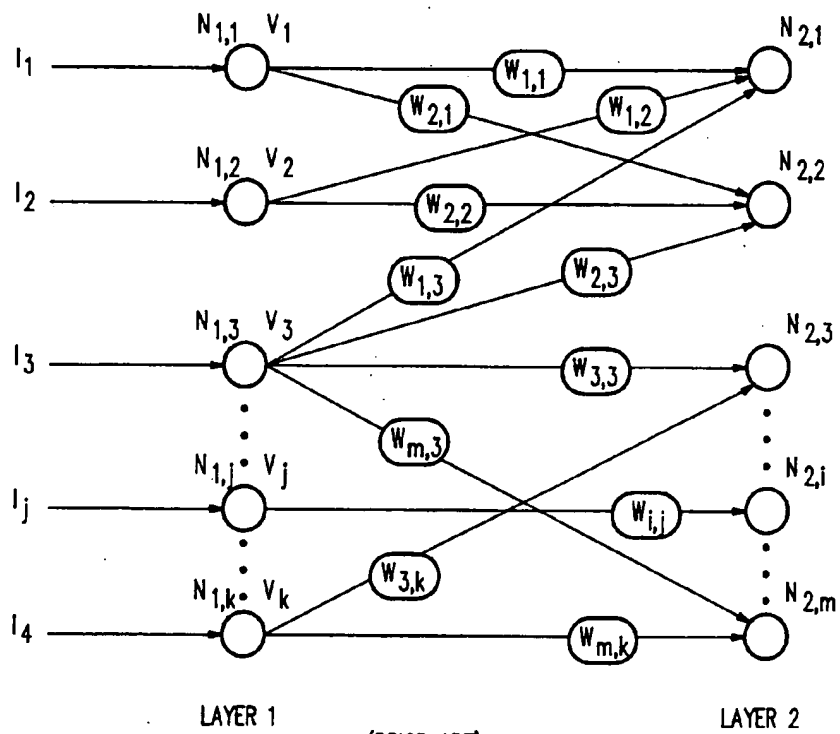 N1,1 V1 N2,1
I1 W1,1
W2,1 W1,2
N1,2 V2 N2,2
I2 W2,2
W1,3 W2,3
N1,3 V3 N2,3
I3 W3,3
Wm,3
N1,j Vj N2,i
Ij Wi,j
W3,k
N1,k Vk N2,m
I4 Wm,k
LAYER 1 LAYER 2